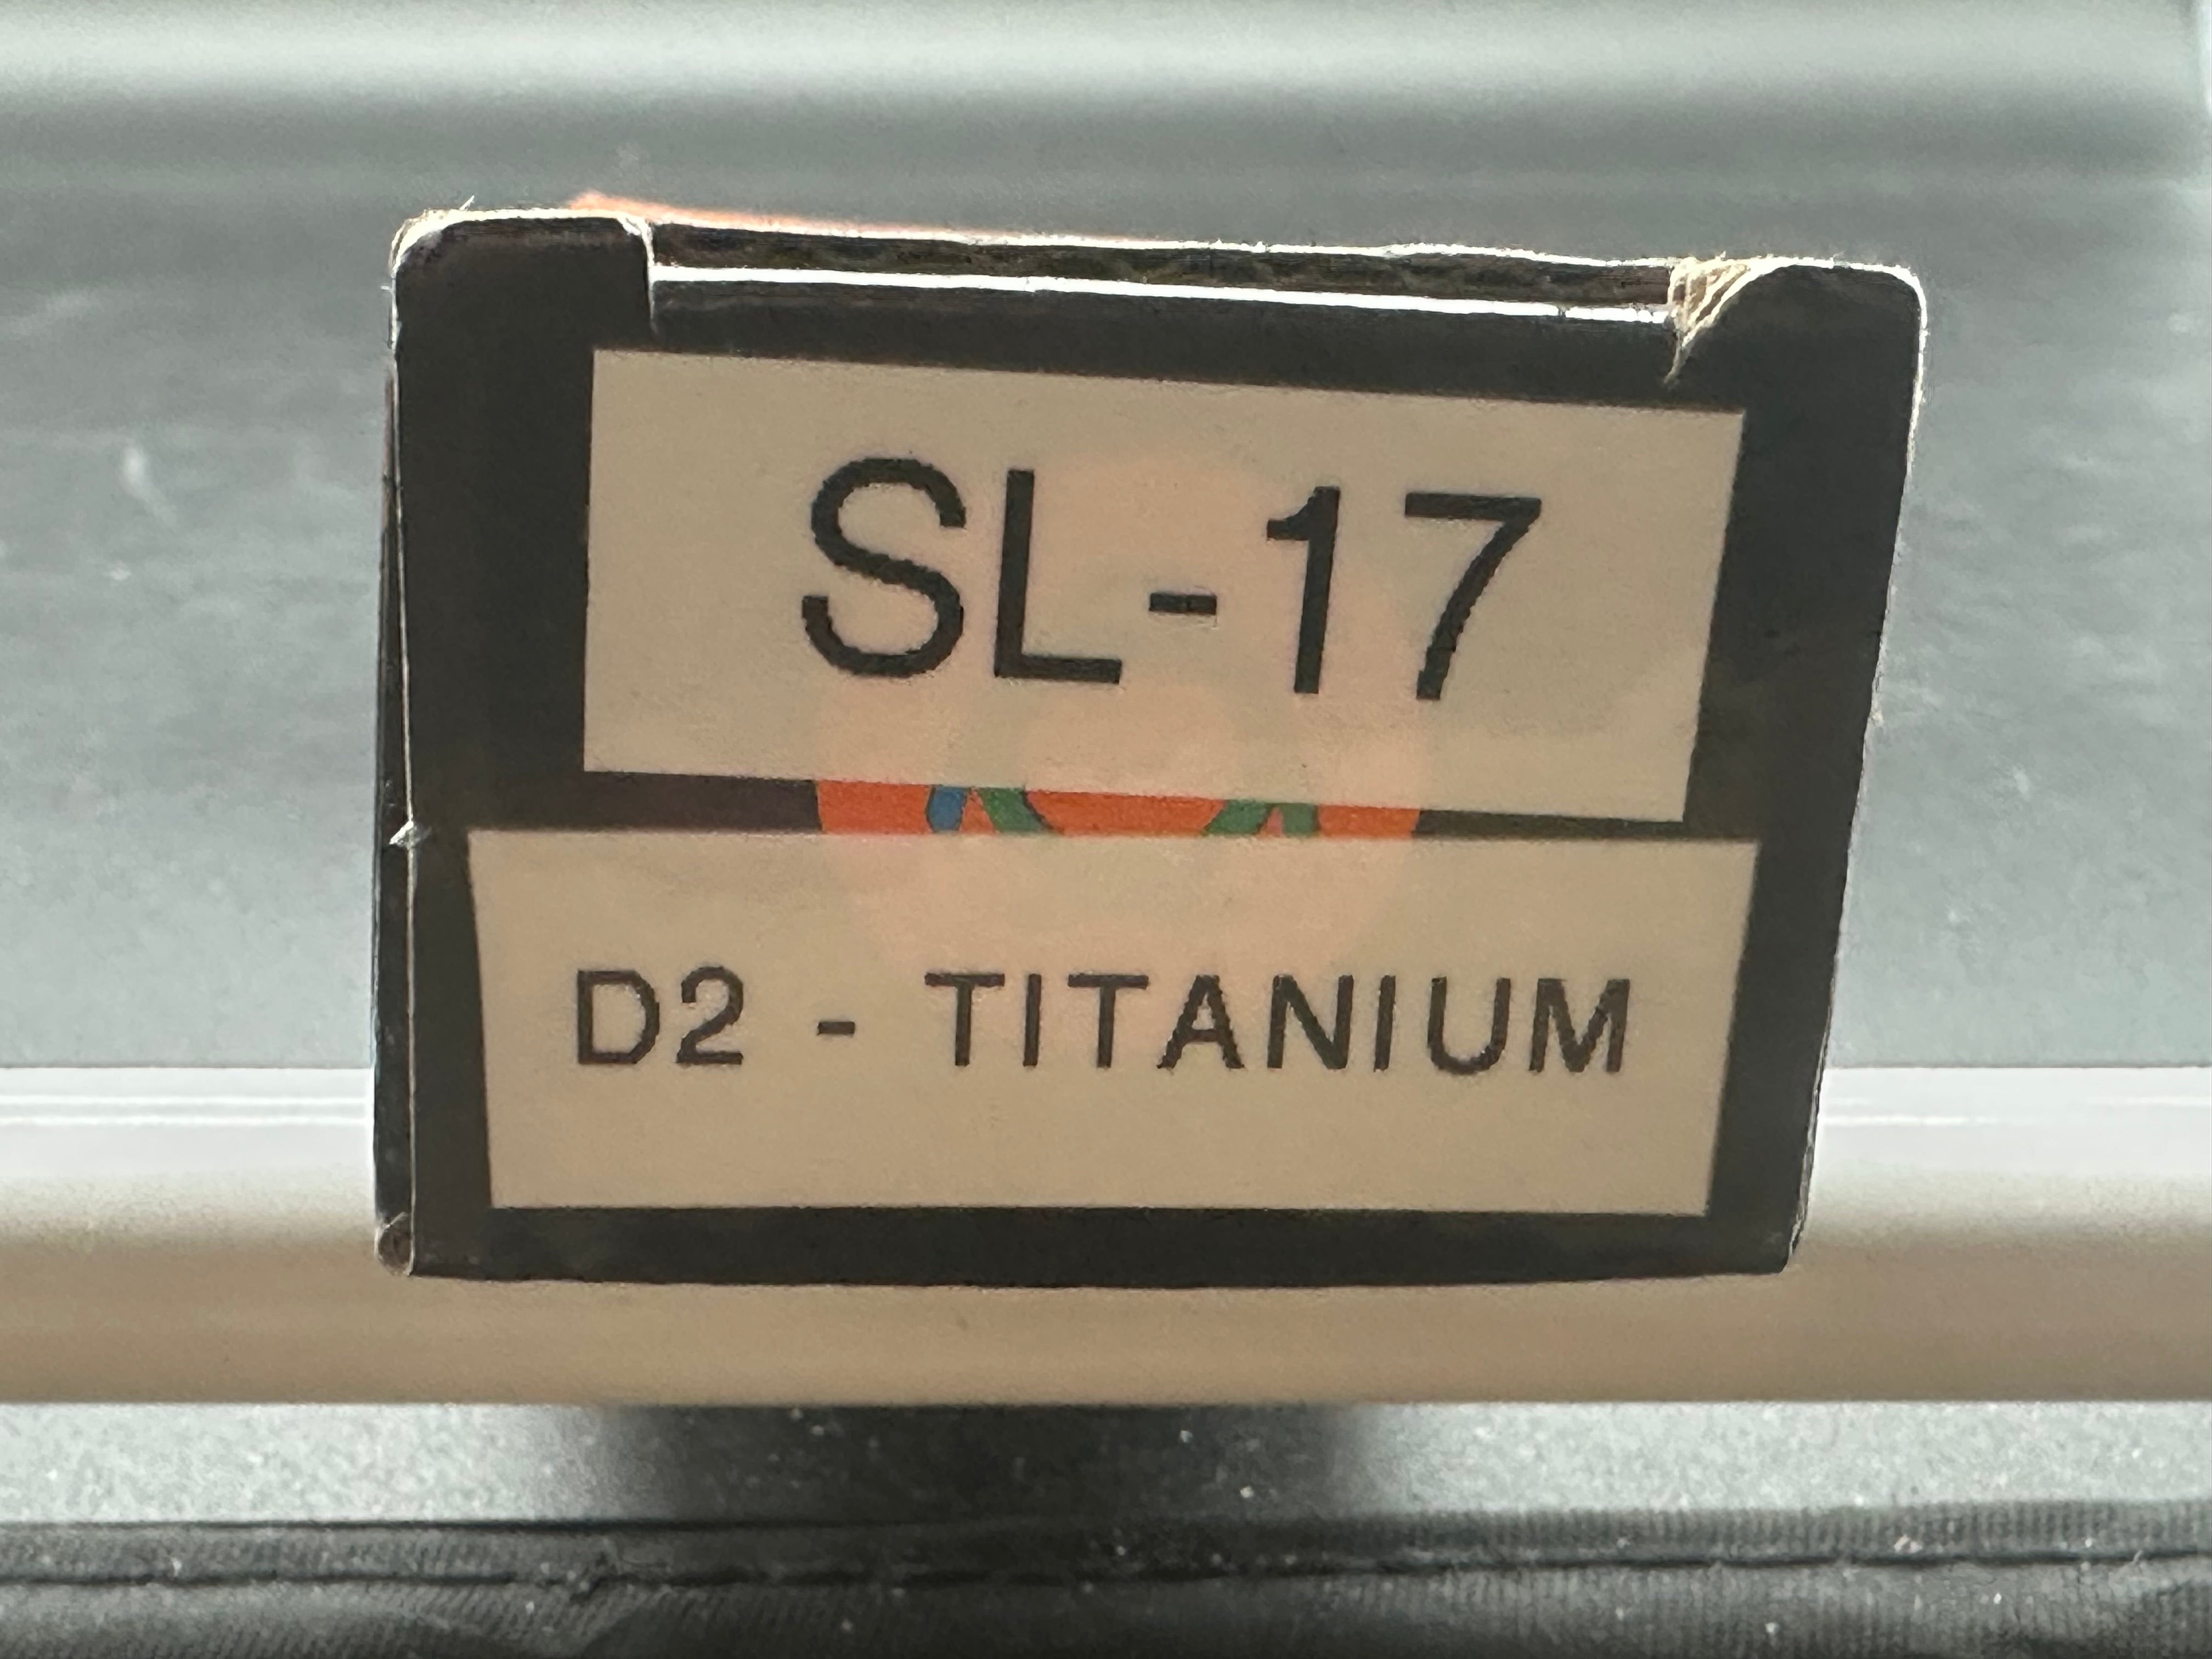 SL-17
D2 - TITANIUM